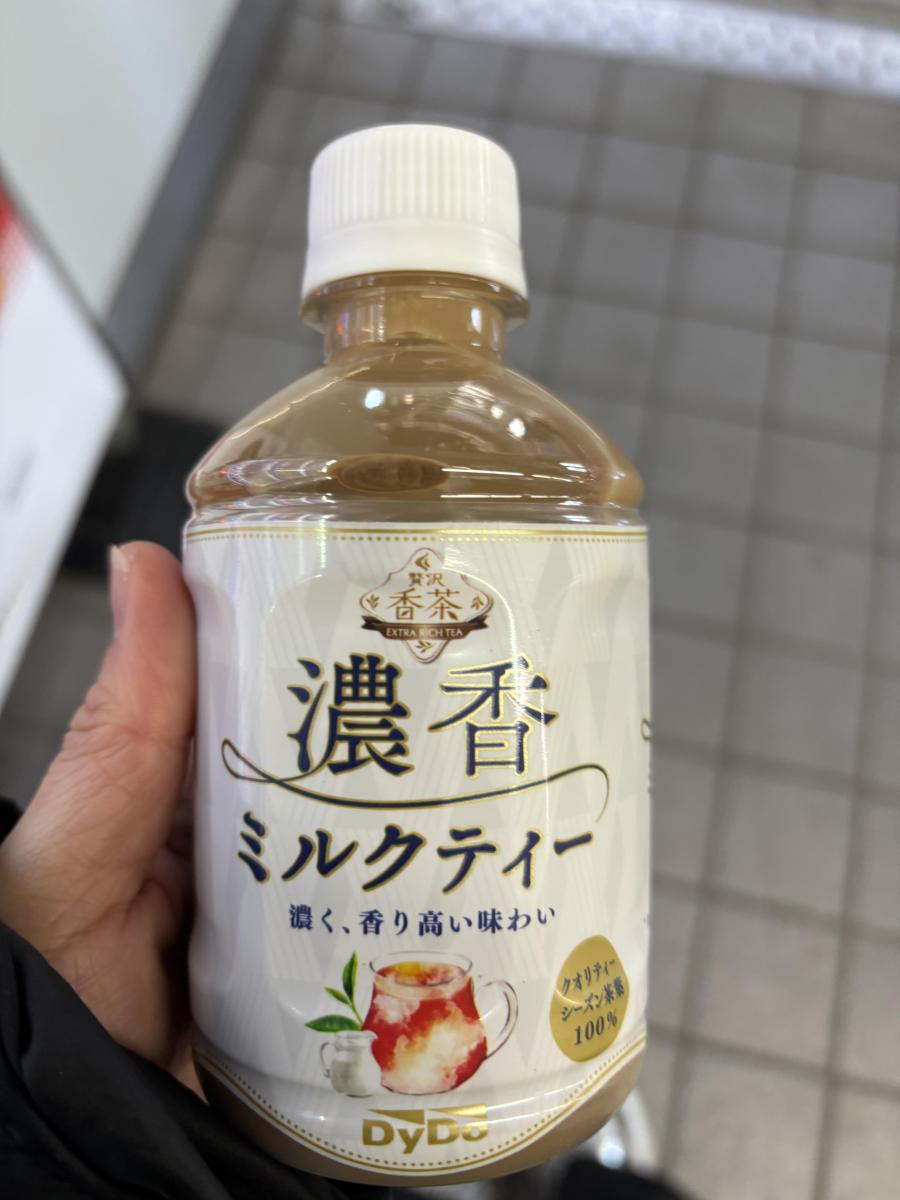 贅沢
香茶
EXTRA RICH TEA
濃香
ミルクティー
濃く、香り高い味わい
クオリティー
シーズン茶葉
100%
DyDo